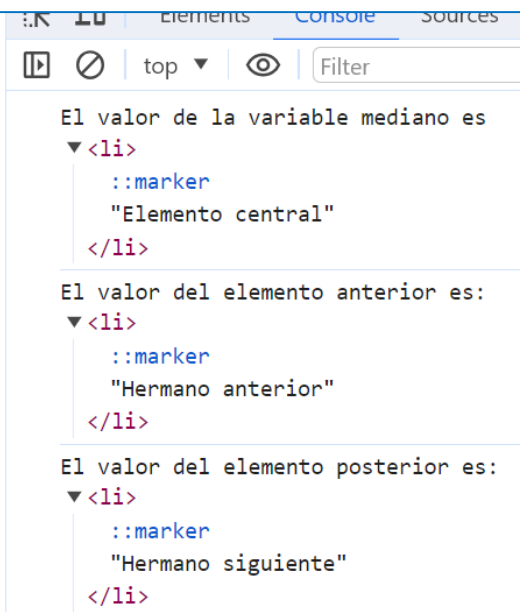 Elements Console Sources
top Filter
El valor de la variable mediano es
<li>
::marker
"Elemento central"
</li>
El valor del elemento anterior es:
<li>
::marker
"Hermano anterior"
</li>
El valor del elemento posterior es:
<li>
::marker
"Hermano siguiente"
</li>